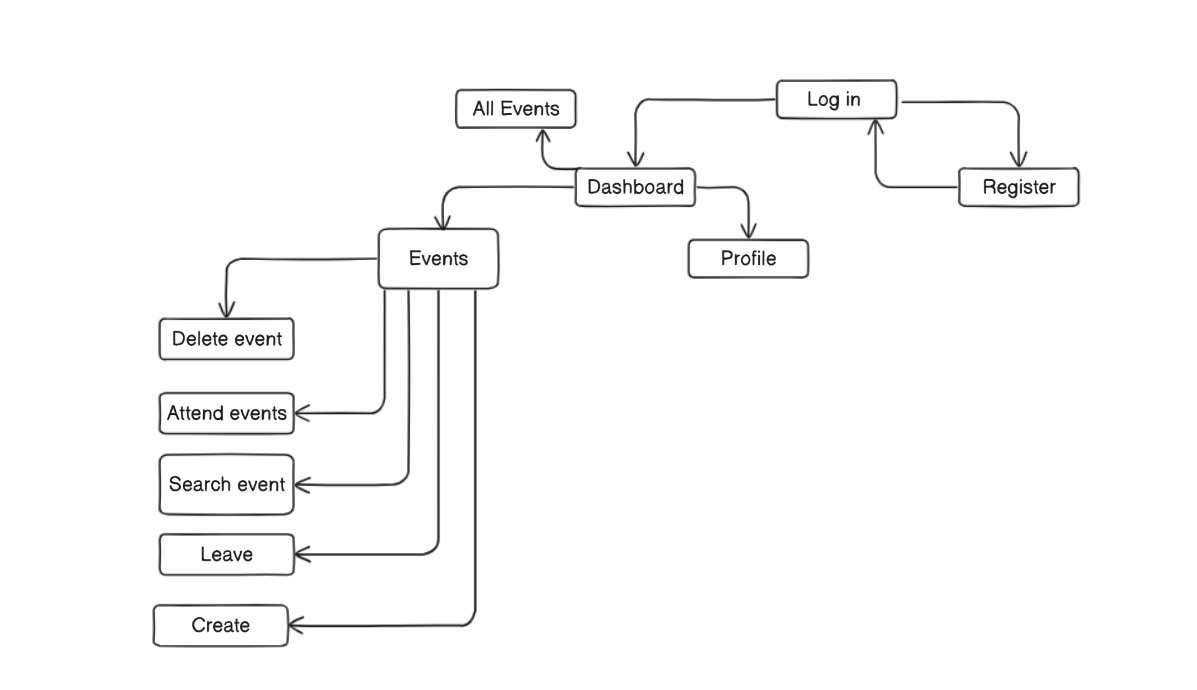 Log in
All Events
Dashboard
Register
Events
Profile
Delete event
Attend events
Search event
Leave
Create